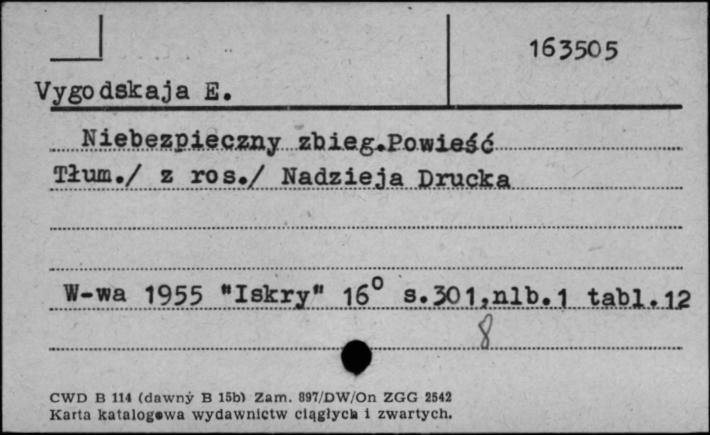 163505
Vygodskaja E.
Niebezpieczny zbieg.Powieść
Tłum./ z ros./ Nadzieja Drucka
W-wa 1955 "Iskry" 16° s.301,nlb.1 tabl.12
8
CWD B 114 (dawny B 15b) Zam. 897/DW/On ZGG 2542
Karta katalogowa wydawnictw ciągłych i zwartych.